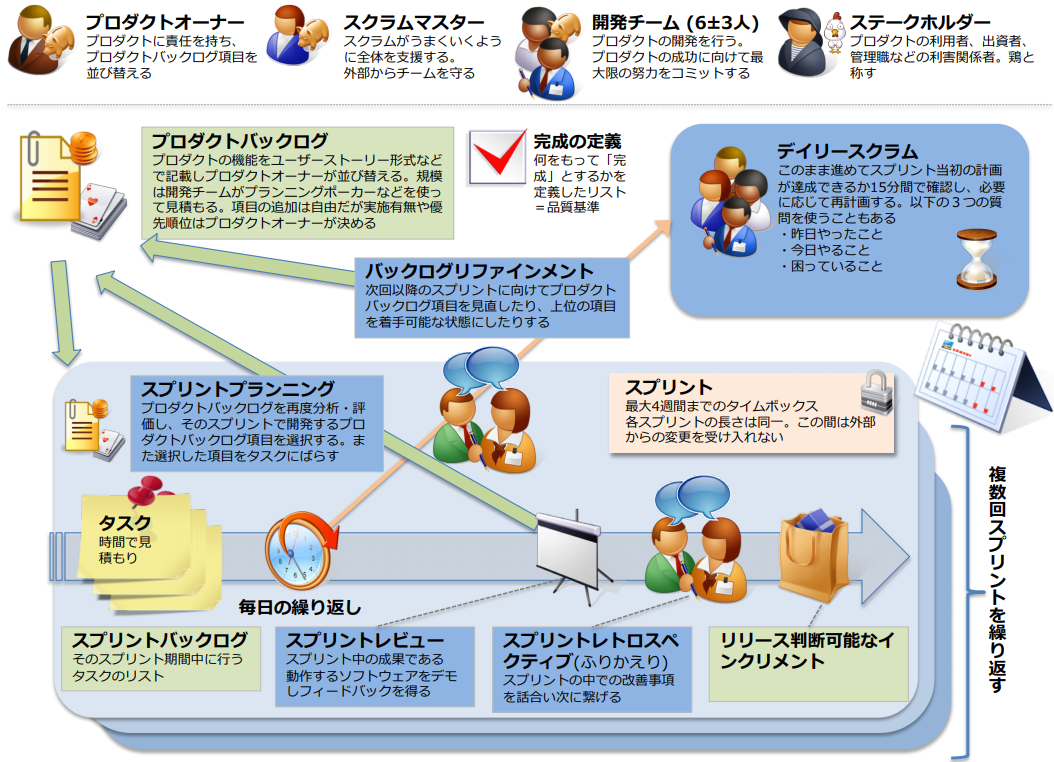 プロダクトオーナー
プロダクトに責任を持ち、
プロダクトバックログ項目を
並び替える
スクラムマスター
スクラムがうまくいくよう
に全体を支援する。
外部からチームを守る
開発チーム (6±3人)
プロダクトの開発を行う。
プロダクトの成功に向けて最
大限の努力をコミットする
ステークホルダー
プロダクトの利用者、出資者、
管理職などの利害関係者。鶏と
称す
プロダクトバックログ
プロダクトの機能をユーザーストーリー形式など
で記載しプロダクトオーナーが並び替える。規模
は開発チームがプランニングポーカーなどを使っ
て見積もる。項目の追加は自由だが実施有無や優
先順位はプロダクトオーナーが決める
完成の定義
何をもって「完
成」とするかを
定義したリスト
＝品質基準
デイリースクラム
このまま進めてスプリント当初の計画
が達成できるか15分間で確認し、必要
に応じて再計画する。以下の３つの質
問を使うこともある
・昨日やったこと
・今日やること
・困っていること
バックログリファインメント
次回以降のスプリントに向けてプロダクト
バックログ項目を見直したり、上位の項目
を着手可能な状態にしたりする
スプリントプランニング
プロダクトバックログを再度分析・評
価し、そのスプリントで開発するプロ
ダクトバックログ項目を選択する。ま
た選択した項目をタスクにばらす
スプリント
最大4週間までのタイムボックス
各スプリントの長さは同一。この間は外部
からの変更を受け入れない
タスク
時間で見
積もり
毎日の繰り返し
複数回スプリントを繰り返す
スプリントバックログ
そのスプリント期間中に行う
タスクのリスト
スプリントレビュー
スプリント中の成果である
動作するソフトウェアをデモ
しフィードバックを得る
スプリントレトロスペ
クティブ(ふりかえり)
スプリントの中での改善事項
を話合い次に繋げる
リリース判断可能なイ
ンクリメント